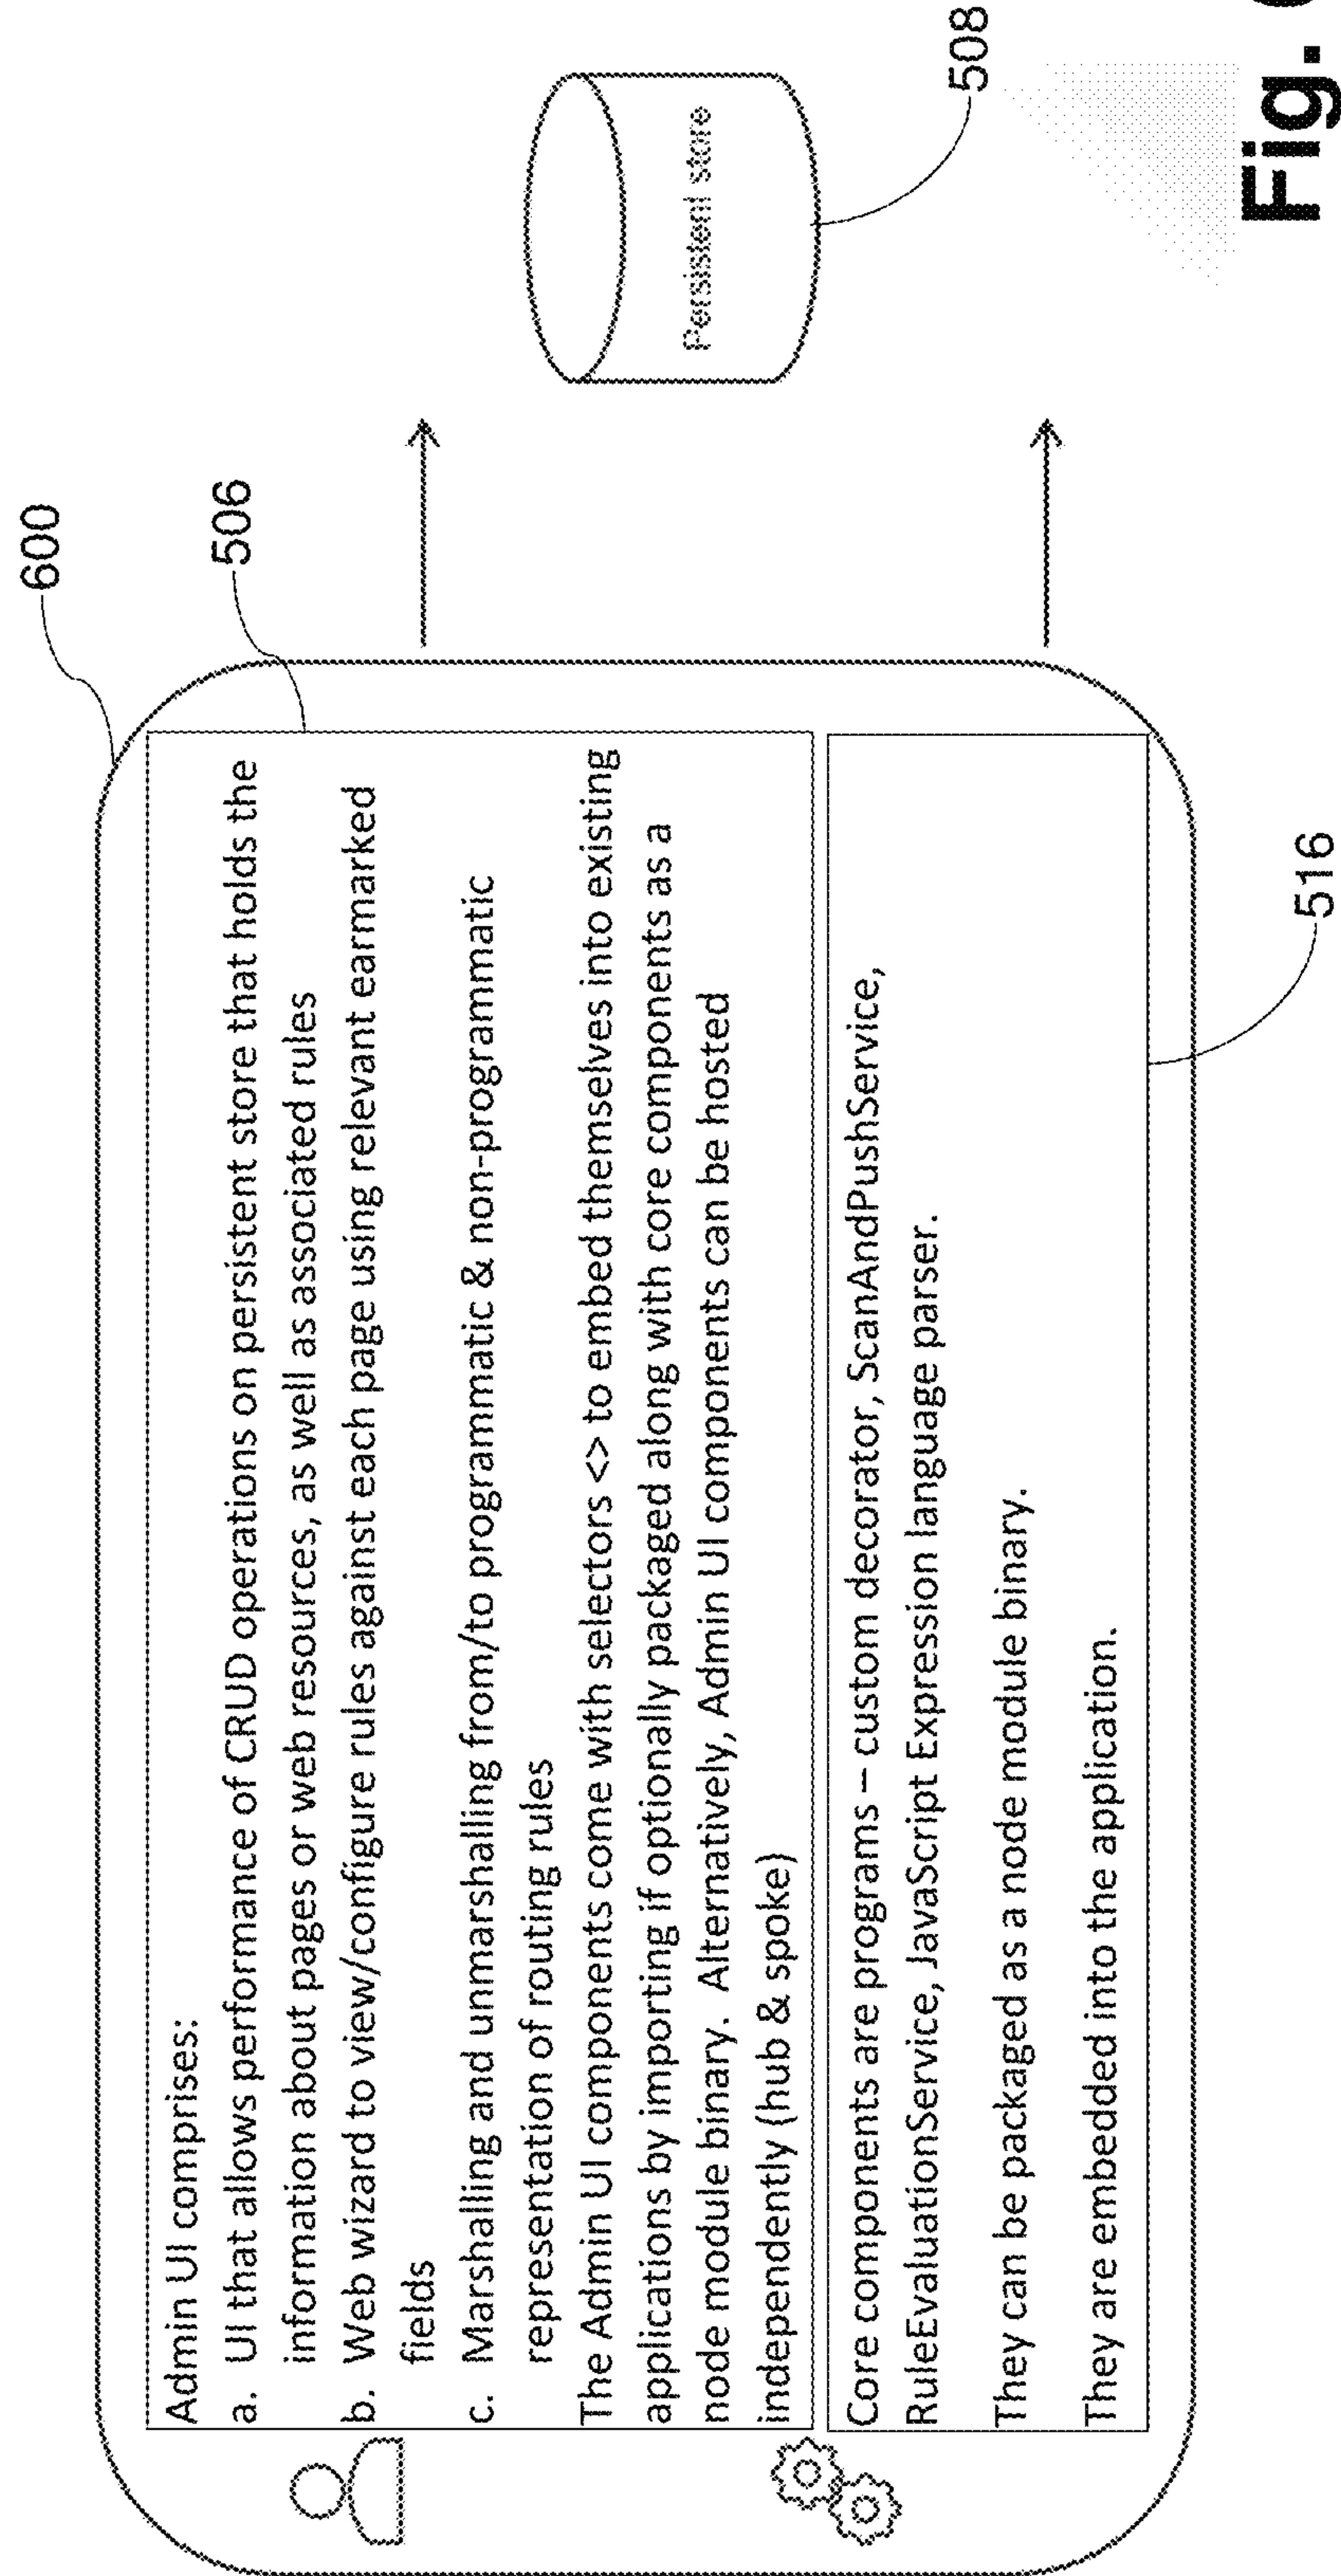 600
506
Admin UI comprises:
a. UI that allows performance of CRUD operations on persistent store that holds the
information about pages or web resources, as well as associated rules
b. Web wizard to view/configure rules against each page using relevant earmarked
fields
c. Marshalling and unmarshalling from/to programmatic & non-programmatic
representation of routing rules
The Admin UI components come with selectors <> to embed themselves into existing
applications by importing if optionally packaged along with core components as a
node module binary. Alternatively, Admin UI components can be hosted
independently (hub & spoke)
Core components are programs – custom decorator, ScanAndPushService,
RuleEvaluationService, JavaScript Expression language parser.
They can be packaged as a node module binary.
They are embedded into the application.
516
Persistent store
508
Fig.